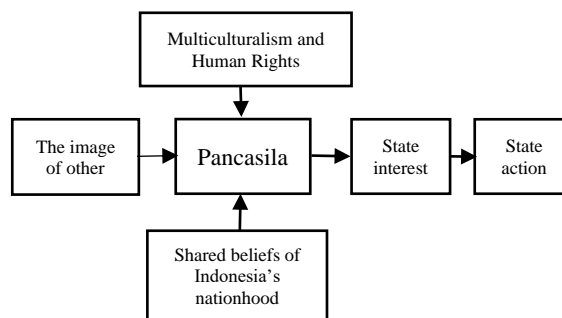 Multiculturalism and
Human Rights
The image
of other
Pancasila
State
interest
State
action
Shared beliefs of
Indonesia's
nationhood